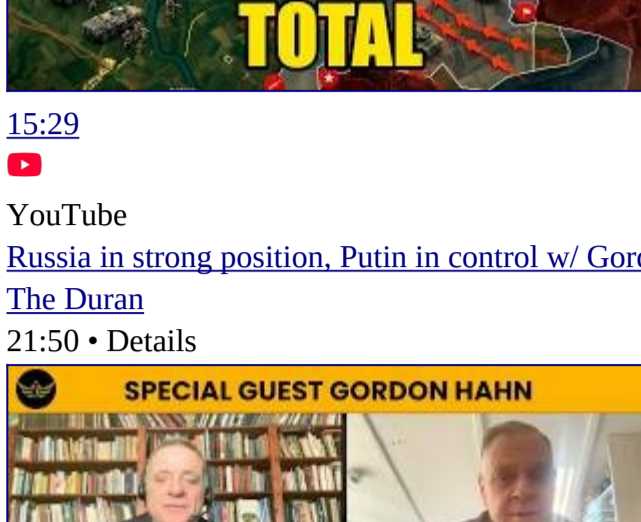 TOTAL
15:29
YouTube
Russia in strong position, Putin in control w/ Gord
The Duran
21:50 • Details
SPECIAL GUEST GORDON HAHN